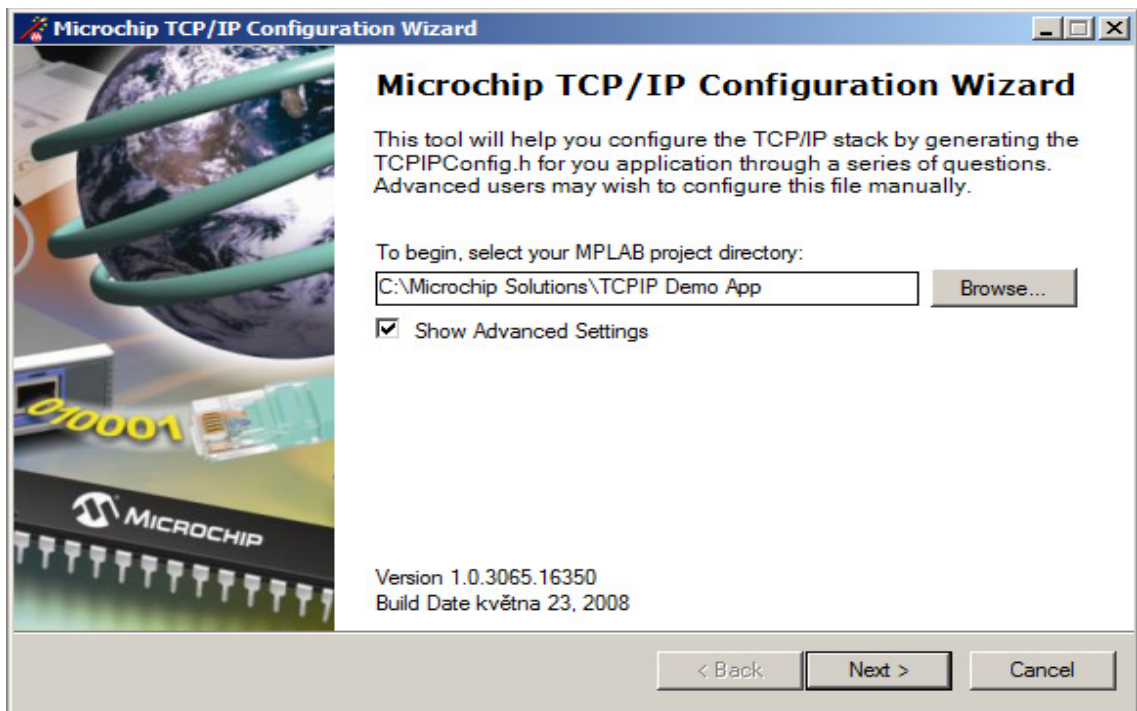 Microchip TCP/IP Configuration Wizard
Microchip TCP/IP Configuration Wizard
This tool will help you configure the TCP/IP stack by generating the
TCPIPConfig.h for you application through a series of questions.
Advanced users may wish to configure this file manually.
To begin, select your MPLAB project directory:
C:\Microchip Solutions\TCPIP Demo App
Browse...
Show Advanced Settings
010001
MICROCHIP
Version 1.0.3065.16350
Build Date května 23, 2008
< Back
Next >
Cancel